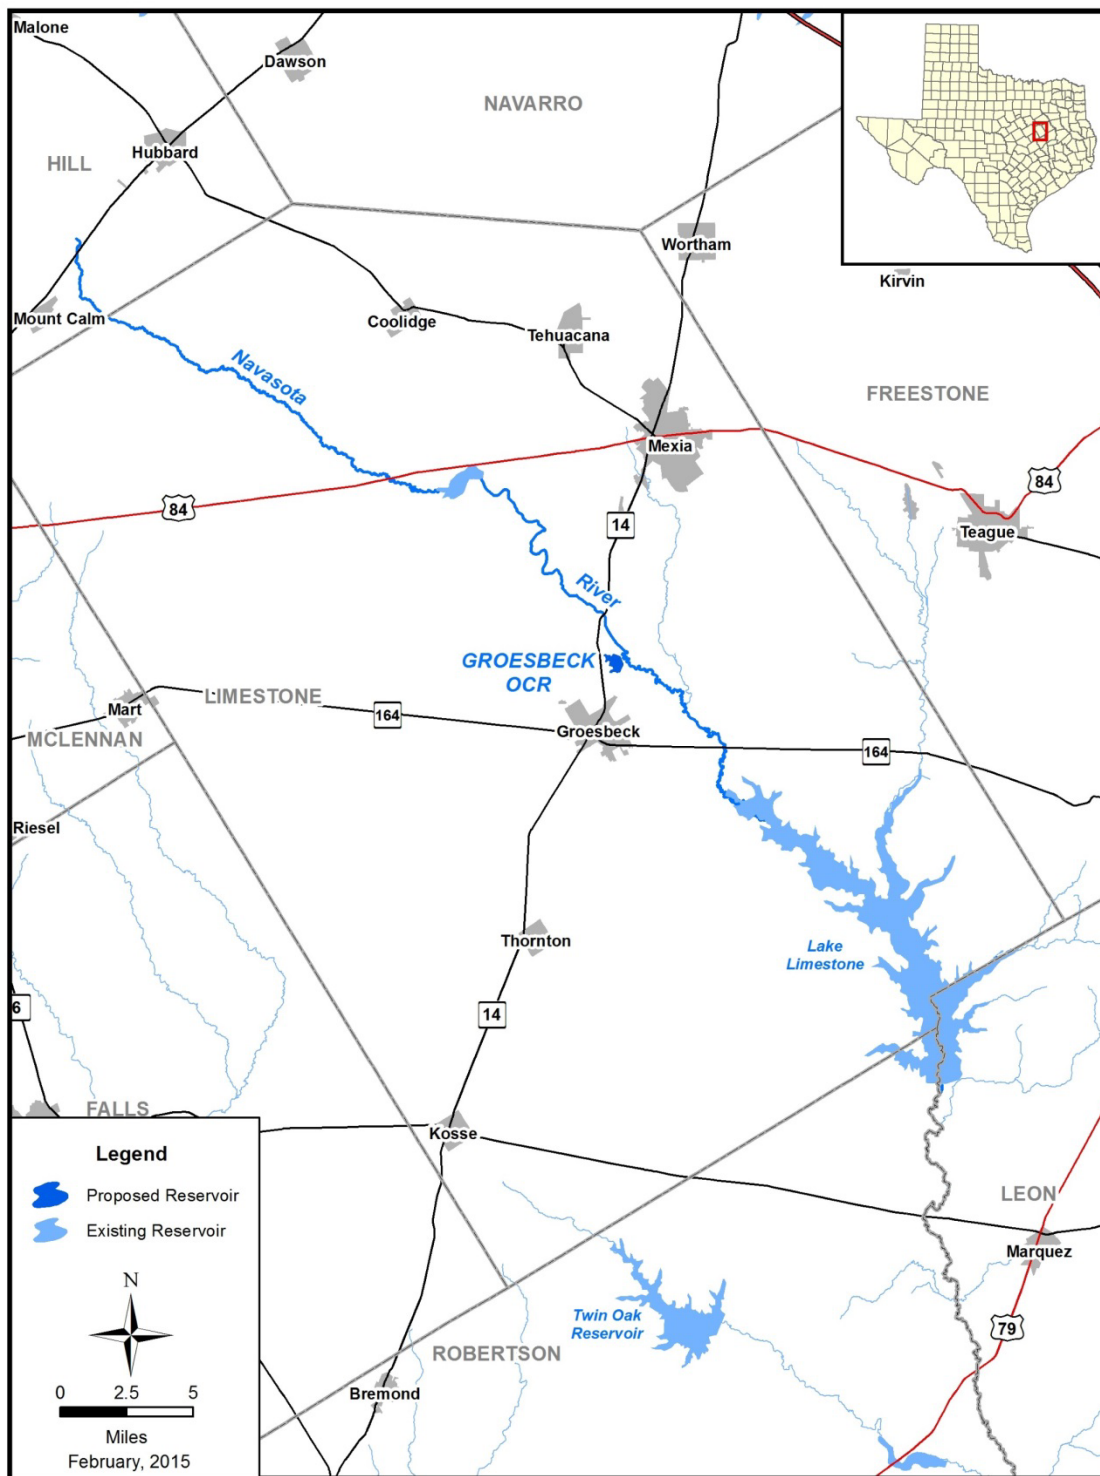 Malone
Dawson
NAVARRO
Hubbard
HILL
Wortham
Kirvin
Mount Calm
Coolidge
Tehuacana
Navasota
FREESTONE
Mexia
84
84
14
Teague
River
GROESBECK
OCR
LIMESTONE
Mart
164
Groesbeck
MCLENNAN
164
Riesel
Thornton
Lake
Limestone
6
14
FALLS
Kosse
Legend
Proposed Reservoir
LEON
Existing Reservoir
Marquez
N
Twin Oak
Reservoir
79
ROBERTSON
0 2.5 5
Bremond
Miles
February, 2015